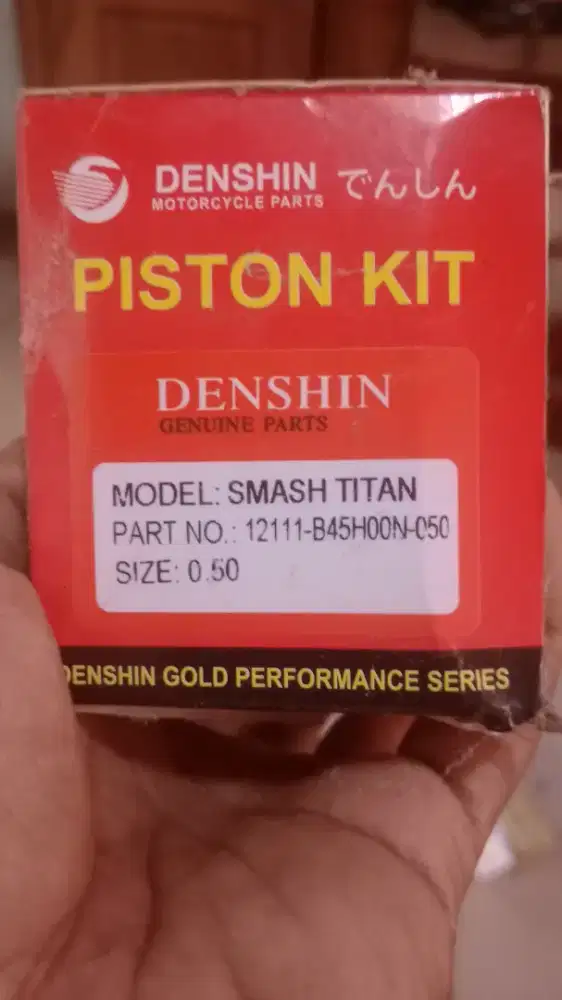 DENSHIN でんしん
MOTORCYCLE PARTS
PISTON KIT
DENSHIN
GENUINE PARTS
MODEL: SMASH TITAN
PART NO.: 12111-B45H00N-050
SIZE: 0.50
DENSHIN GOLD PERFORMANCE SERIES